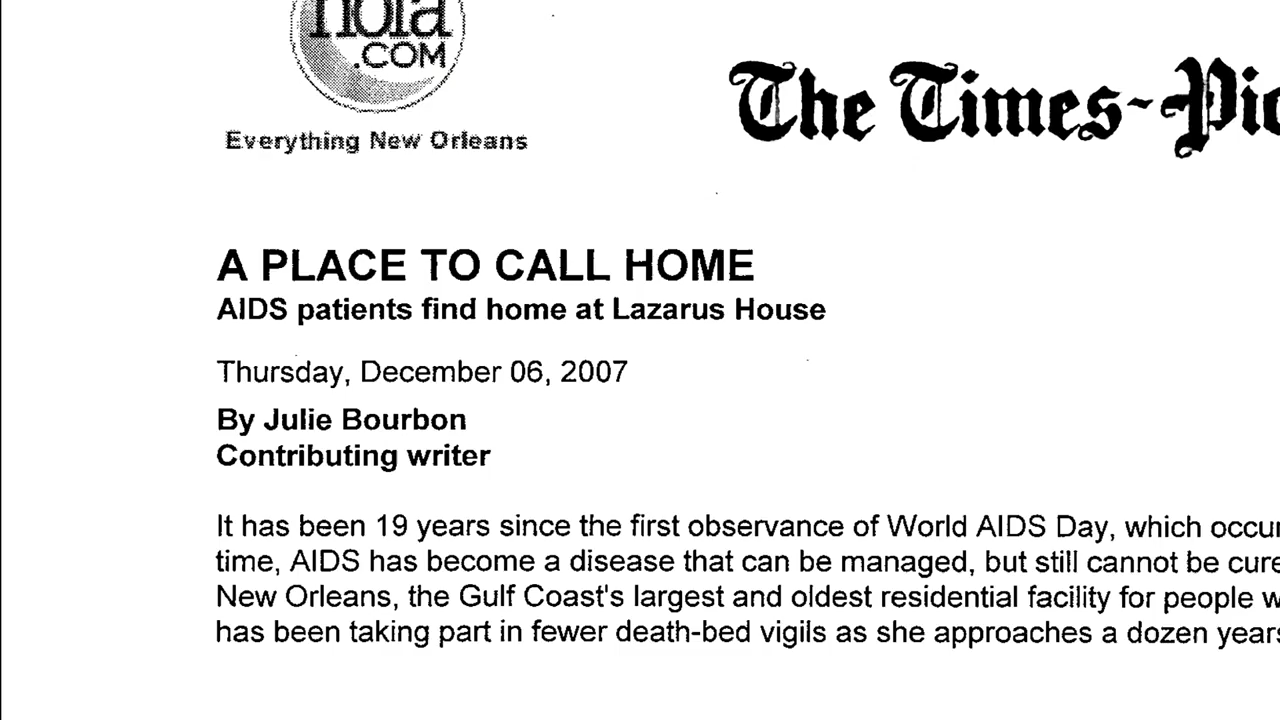 nola
.COM
Everything New Orleans
The Times-Pic
A PLACE TO CALL HOME
AIDS patients find home at Lazarus House
Thursday, December 06, 2007
By Julie Bourbon
Contributing writer
It has been 19 years since the first observance of World AIDS Day, which occur
time, AIDS has become a disease that can be managed, but still cannot be cure
New Orleans, the Gulf Coast's largest and oldest residential facility for people w
has been taking part in fewer death-bed vigils as she approaches a dozen years